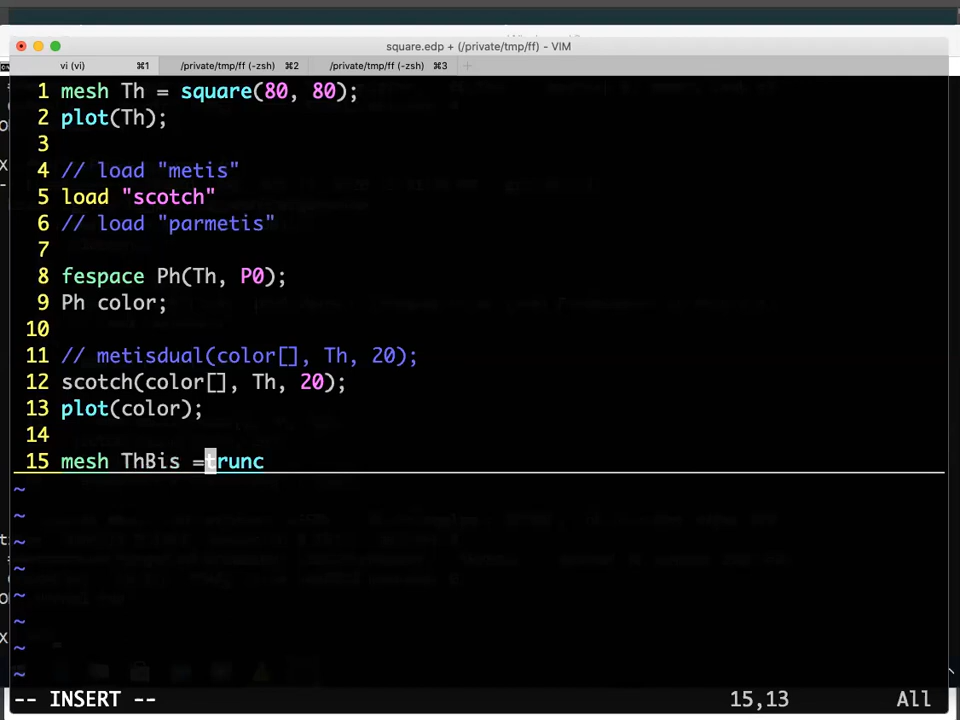 square.edp + (/private/tmp/ff) - VIM
vi (vi) ⌘1 /private/tmp/ff (-zsh) ⌘2 /private/tmp/ff (-zsh) ⌘3 +
1 mesh Th = square(80, 80);
2 plot(Th);
3
4 // load "metis"
5 load "scotch"
6 // load "parmetis"
7
8 fespace Ph(Th, P0);
9 Ph color;
10
11 // metisdual(color[], Th, 20);
12 scotch(color[], Th, 20);
13 plot(color);
14
15 mesh ThBis =trunc
~
~
~
~
~
~
~
~
-- INSERT -- 15,13 All